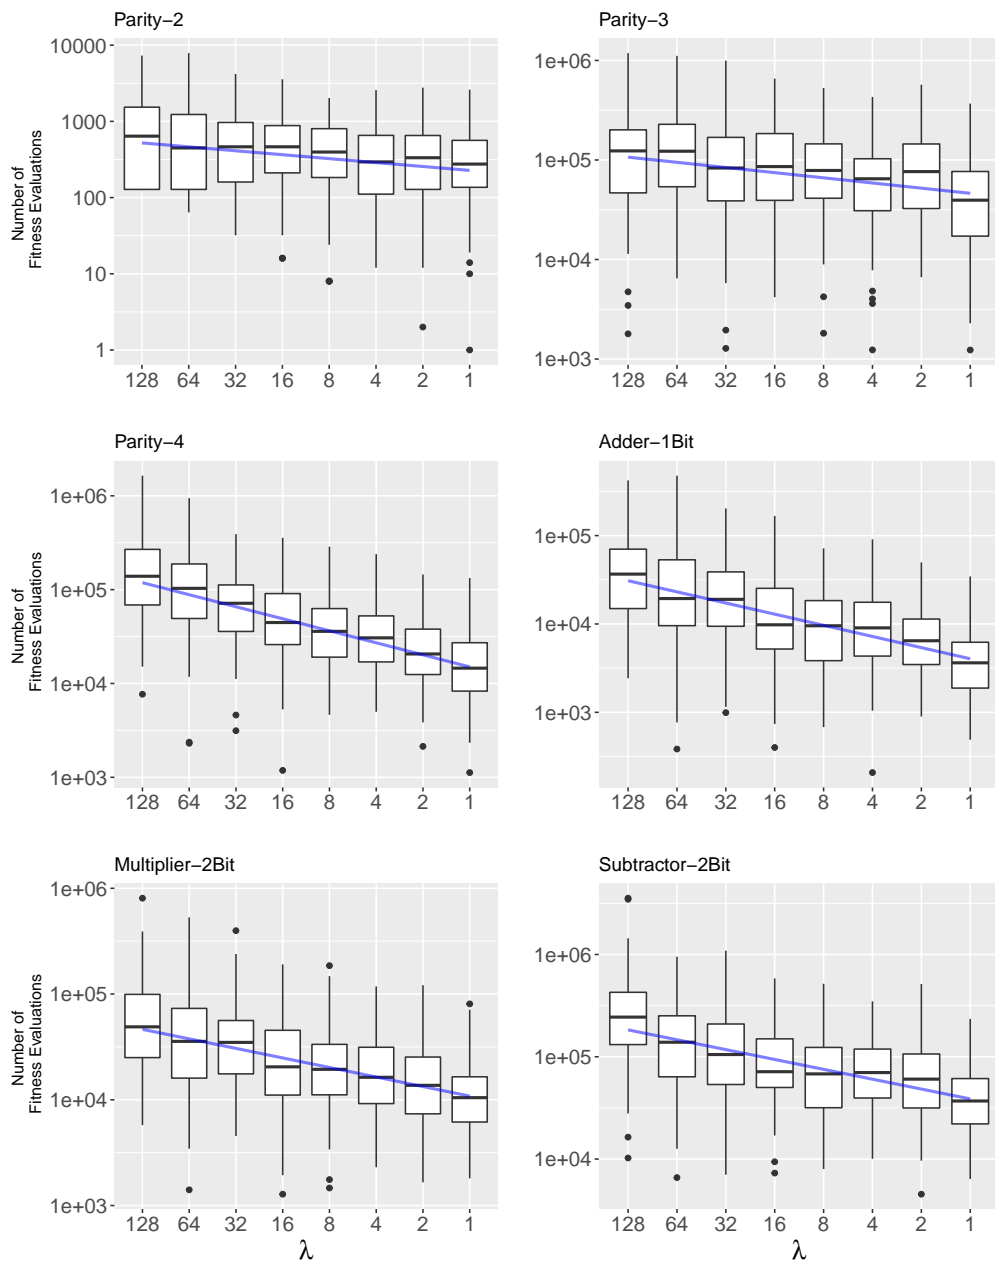 Parity−2
Number of
Fitness Evaluations
10000
1000
100
10
1
128 64 32 16 8 4 2 1
Parity−3
1e+06
1e+05
1e+04
1e+03
128 64 32 16 8 4 2 1
Parity−4
Number of
Fitness Evaluations
1e+06
1e+05
1e+04
1e+03
128 64 32 16 8 4 2 1
Adder−1Bit
1e+05
1e+04
1e+03
128 64 32 16 8 4 2 1
Multiplier−2Bit
Number of
Fitness Evaluations
1e+06
1e+05
1e+04
1e+03
128 64 32 16 8 4 2 1
λ
Subtractor−2Bit
1e+06
1e+05
1e+04
128 64 32 16 8 4 2 1
λ